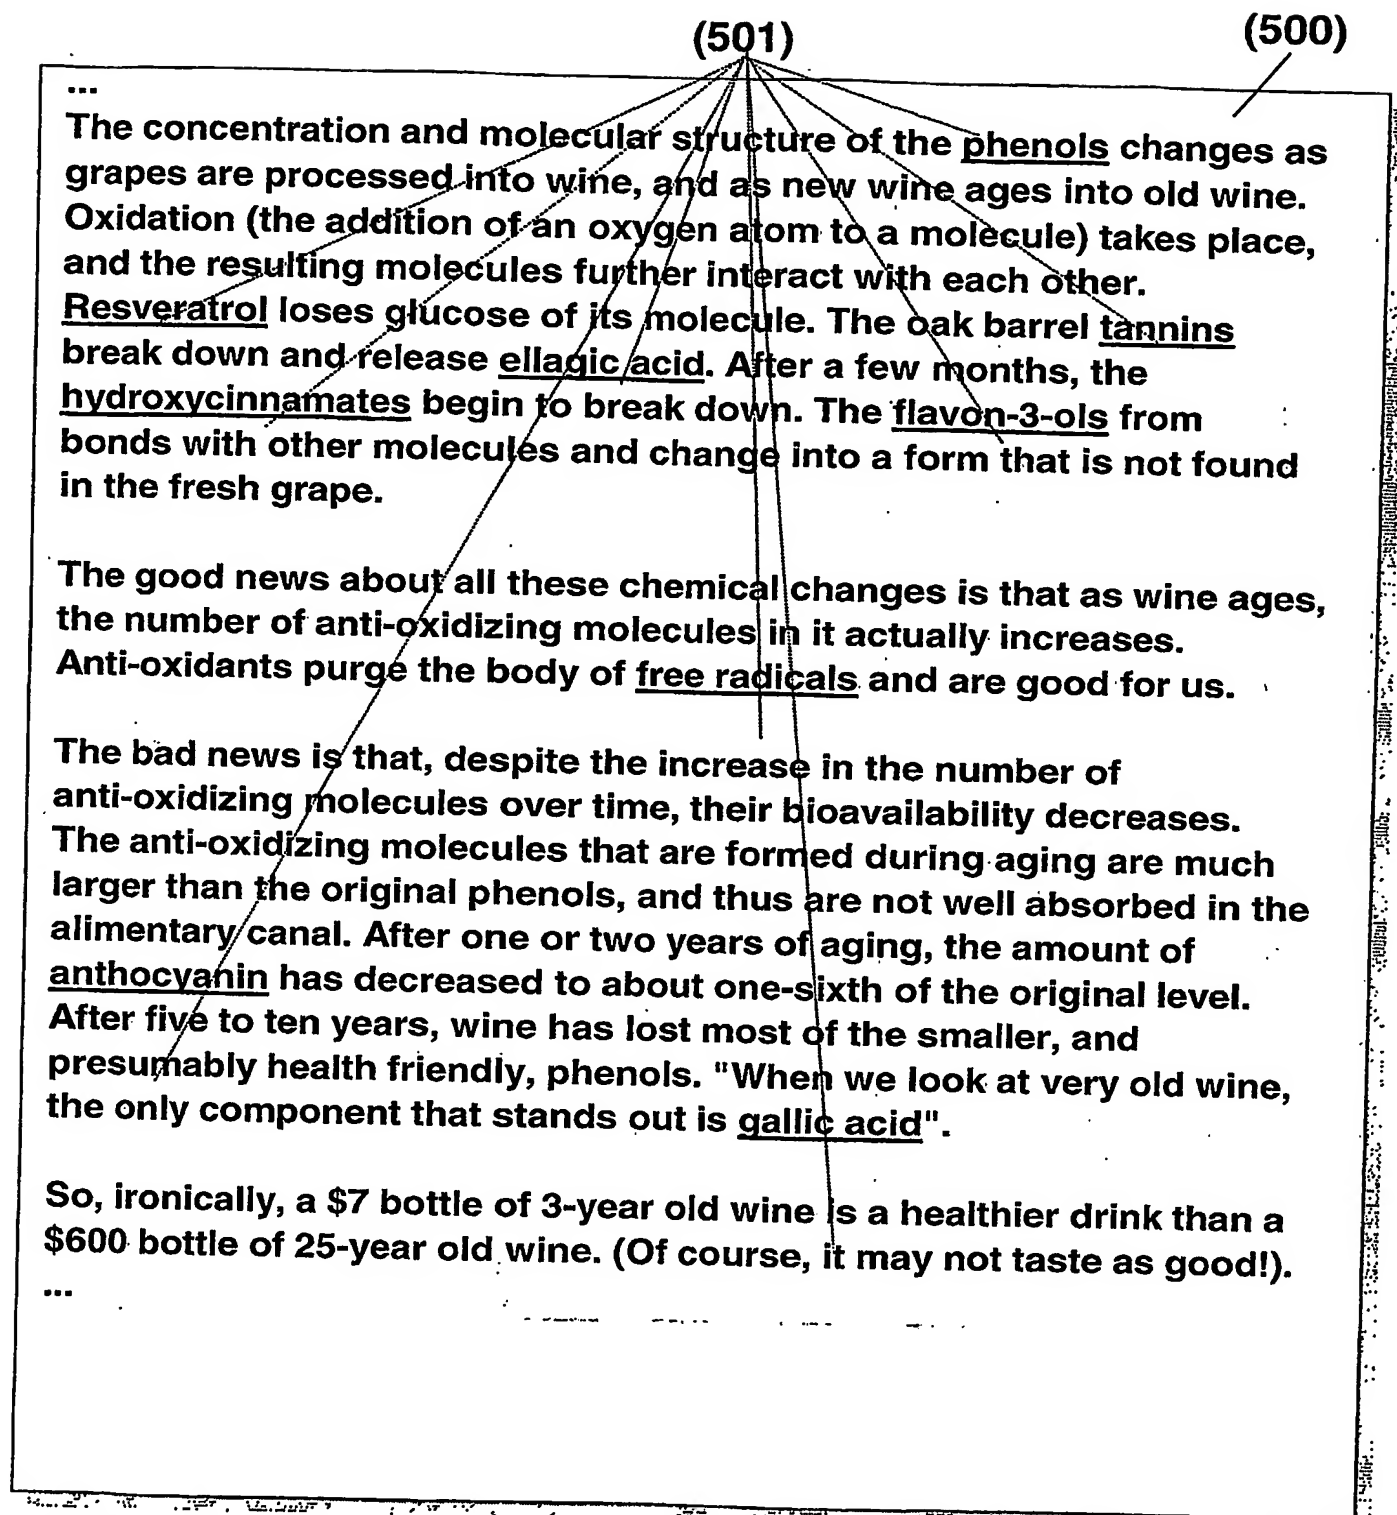 (501)
(500)
...
The concentration and molecular structure of the phenols changes as
grapes are processed into wine, and as new wine ages into old wine.
Oxidation (the addition of an oxygen atom to a molecule) takes place,
and the resulting molecules further interact with each other.
Resveratrol loses glucose of its molecule. The oak barrel tannins
break down and release ellagic acid. After a few months, the
hydroxycinnamates begin to break down. The flavon-3-ols from
bonds with other molecules and change into a form that is not found
in the fresh grape.
The good news about all these chemical changes is that as wine ages,
the number of anti-oxidizing molecules in it actually increases.
Anti-oxidants purge the body of free radicals and are good for us.
The bad news is that, despite the increase in the number of
anti-oxidizing molecules over time, their bioavailability decreases.
The anti-oxidizing molecules that are formed during aging are much
larger than the original phenols, and thus are not well absorbed in the
alimentary canal. After one or two years of aging, the amount of
anthocyanin has decreased to about one-sixth of the original level.
After five to ten years, wine has lost most of the smaller, and
presumably health friendly, phenols. "When we look at very old wine,
the only component that stands out is gallic acid".
So, ironically, a $7 bottle of 3-year old wine is a healthier drink than a
$600 bottle of 25-year old wine. (Of course, it may not taste as good!).
...